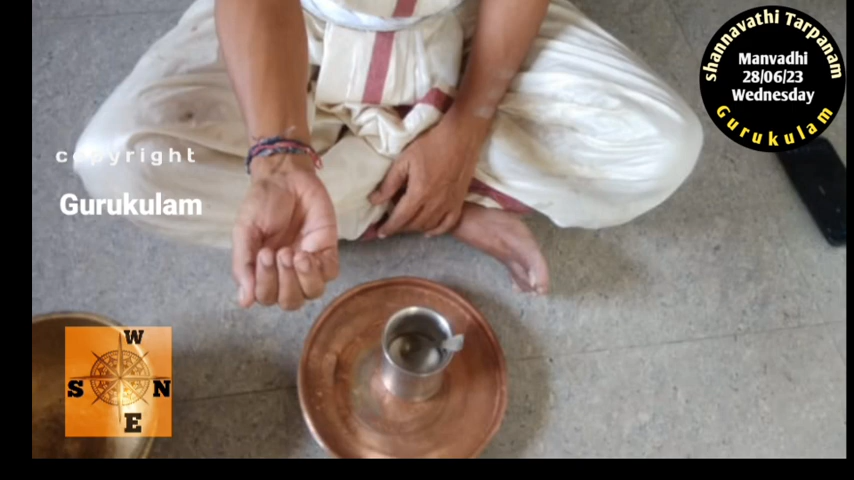 shannavathi Tarpanam
Manvadhi
28/06/23
Wednesday
Gurukulam
copyright
Gurukulam
W
S N
E